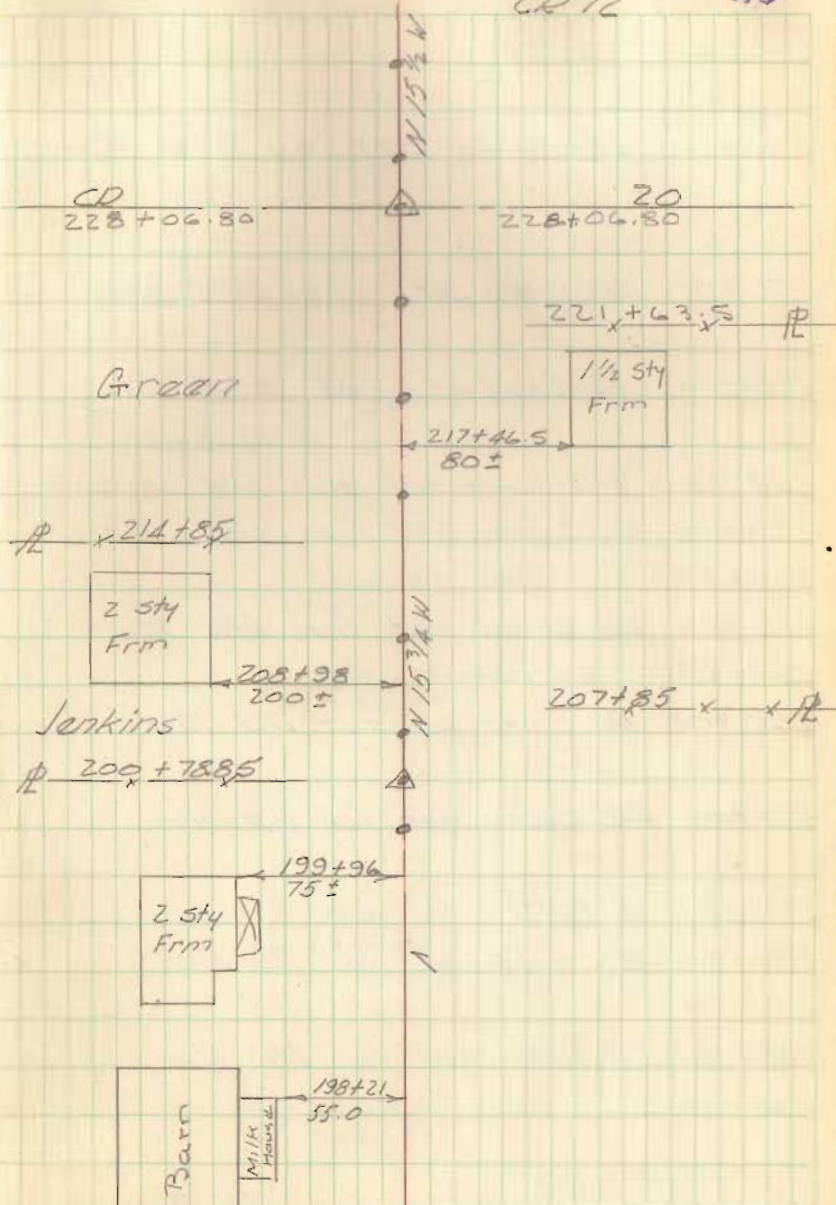 CR 16
N 15 1/2 W
CD 20
228+06.80 228+06.80
221+63.5 PL
Green
1 1/2 Sty
Frm
217+46.5
80±
PL 214+85
2 Sty
Frm
N 15 3/4 W
208+98
200±
207+85 PL
Jenkins
PL 200+78.85
199+96
75±
2 Sty
Frm
198+21
55.0
Barn
Milk
House